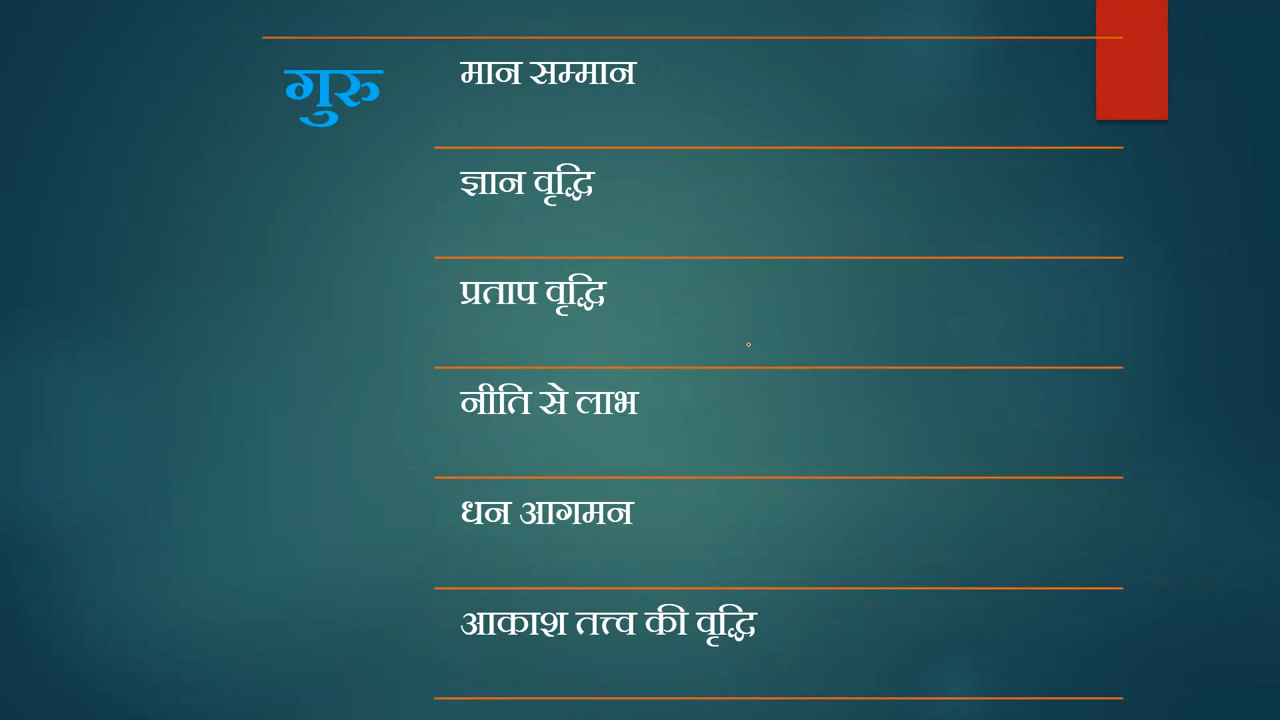 गुरु
मान सम्मान
ज्ञान वृद्धि
प्रताप वृद्धि
नीति से लाभ
धन आगमन
आकाश तत्त्व की वृद्धि